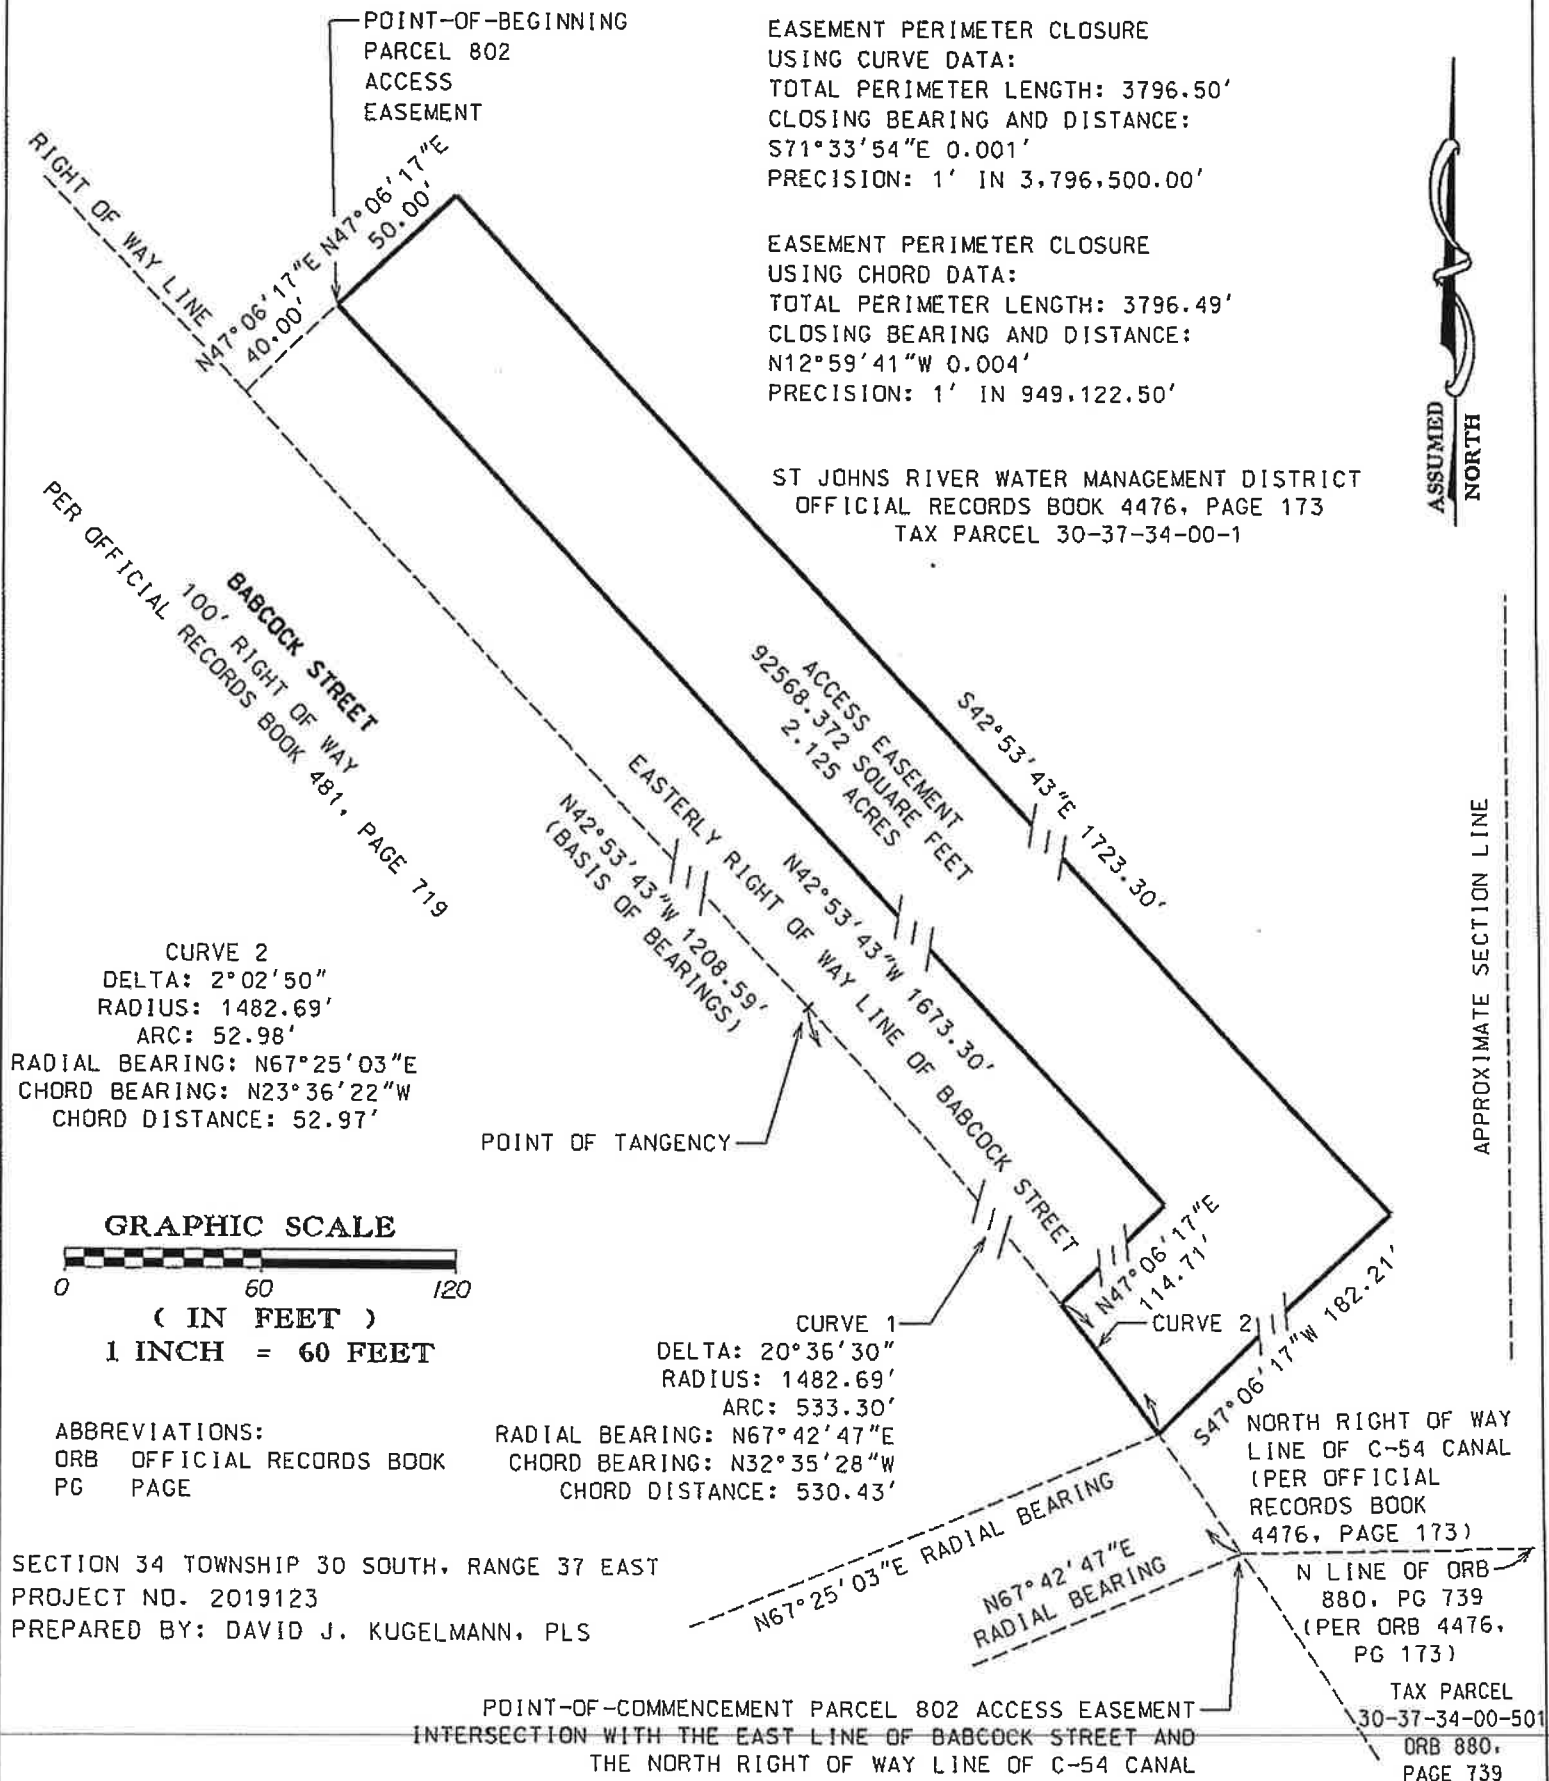 POINT-OF-BEGINNING
PARCEL 802
ACCESS
EASEMENT
EASEMENT PERIMETER CLOSURE
USING CURVE DATA:
TOTAL PERIMETER LENGTH: 3796.50'
CLOSING BEARING AND DISTANCE:
S71°33'54"E 0.001'
PRECISION: 1' IN 3,796,500.00'
EASEMENT PERIMETER CLOSURE
USING CHORD DATA:
TOTAL PERIMETER LENGTH: 3796.49'
CLOSING BEARING AND DISTANCE:
N12°59'41"W 0.004'
PRECISION: 1' IN 949,122.50'
ASSUMED
NORTH
RIGHT OF WAY LINE
N47°06'17"E
40.00'
N47°06'17"E
50.00'
ST JOHNS RIVER WATER MANAGEMENT DISTRICT
OFFICIAL RECORDS BOOK 4476, PAGE 173
TAX PARCEL 30-37-34-00-1
BABCOCK STREET
100' RIGHT OF WAY
PER OFFICIAL RECORDS BOOK 481, PAGE 719
ACCESS EASEMENT
92568.372 SQUARE FEET
2.125 ACRES
S42°53'43"E 1723.30'
N42°53'43"W 1673.30'
EASTERLY RIGHT OF WAY LINE OF BABCOCK STREET
N42°53'43"W 1208.59'
(BASIS OF BEARINGS)
APPROXIMATE SECTION LINE
CURVE 2
DELTA: 2°02'50"
RADIUS: 1482.69'
ARC: 52.98'
RADIAL BEARING: N67°25'03"E
CHORD BEARING: N23°36'22"W
CHORD DISTANCE: 52.97'
POINT OF TANGENCY
GRAPHIC SCALE
0 60 120
( IN FEET )
1 INCH = 60 FEET
N47°06'17"E
114.71'
CURVE 2
S47°06'17"W 182.21'
CURVE 1
DELTA: 20°36'30"
RADIUS: 1482.69'
ARC: 533.30'
RADIAL BEARING: N67°42'47"E
CHORD BEARING: N32°35'28"W
CHORD DISTANCE: 530.43'
ABBREVIATIONS:
ORB OFFICIAL RECORDS BOOK
PG PAGE
NORTH RIGHT OF WAY
LINE OF C-54 CANAL
(PER OFFICIAL
RECORDS BOOK
4476, PAGE 173)
N67°25'03"E RADIAL BEARING
N67°42'47"E
RADIAL BEARING
N LINE OF ORB
880, PG 739
(PER ORB 4476,
PG 173)
SECTION 34 TOWNSHIP 30 SOUTH, RANGE 37 EAST
PROJECT NO. 2019123
PREPARED BY: DAVID J. KUGELMANN, PLS
POINT-OF-COMMENCEMENT PARCEL 802 ACCESS EASEMENT
INTERSECTION WITH THE EAST LINE OF BABCOCK STREET AND
THE NORTH RIGHT OF WAY LINE OF C-54 CANAL
TAX PARCEL
30-37-34-00-501
ORB 880,
PAGE 739